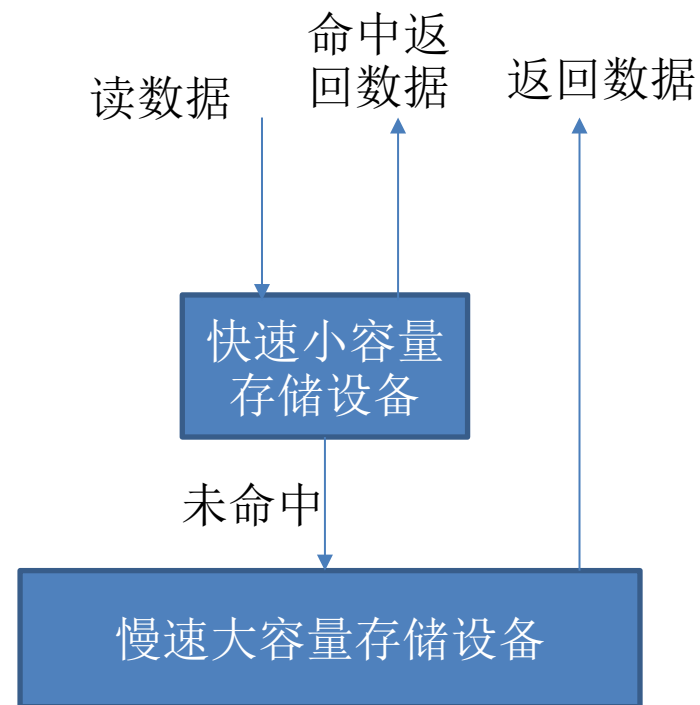 读数据
命中返
回数据
返回数据
快速小容量
存储设备
未命中
慢速大容量存储设备